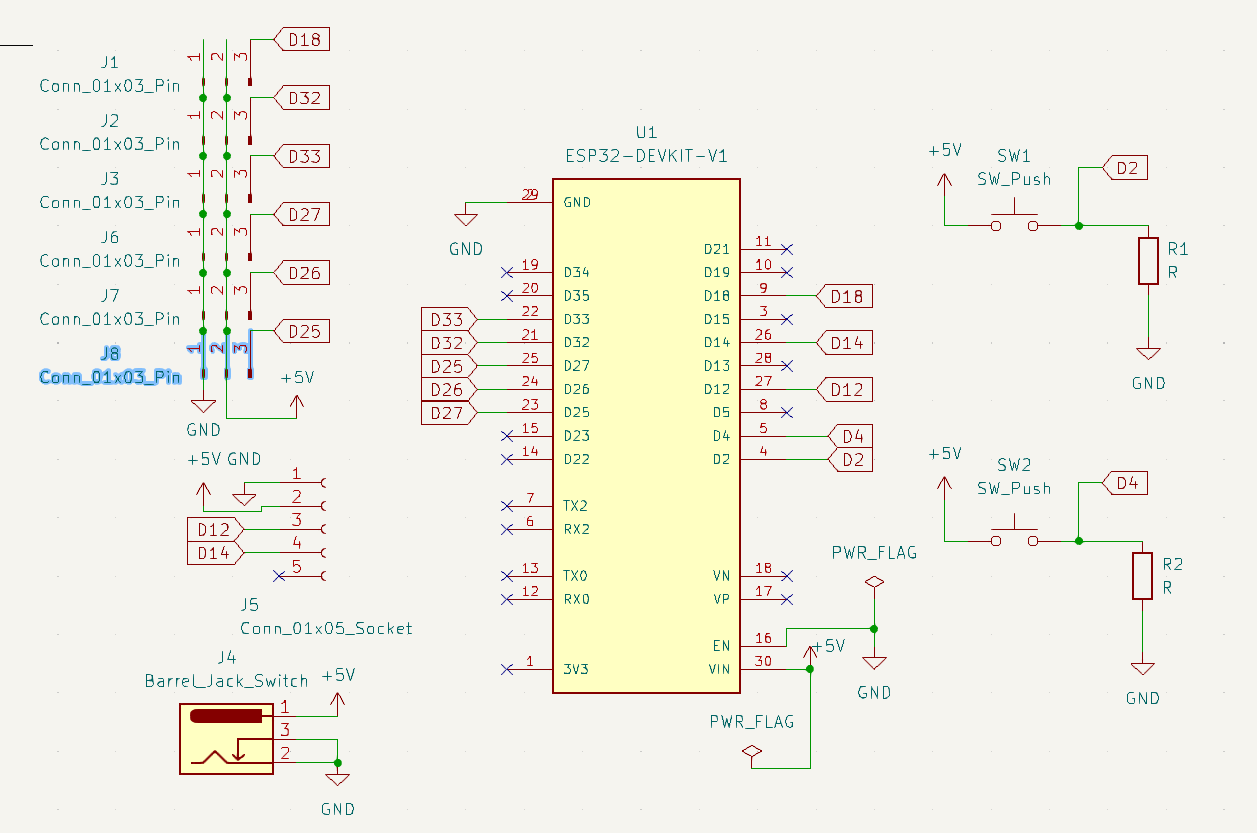 D18
1 2 3
J1
Conn_01x03_Pin
D32
1 2 3
J2
Conn_01x03_Pin
D33
1 2 3
J3
Conn_01x03_Pin
D27
1 2 3
J6
Conn_01x03_Pin
D26
1 2 3
J7
Conn_01x03_Pin
D25
1 2 3
J8
Conn_01x03_Pin
+5V
GND
+5V GND
1
2
D12 3
D14 4
5
J5
Conn_01x05_Socket
J4
Barrel_Jack_Switch
+5V
1
3
2
GND
U1
ESP32-DEVKIT-V1
29 GND
GND
19 D34
20 D35
D33 22 D33
D32 21 D32
D25 25 D27
D26 24 D26
D27 23 D25
15 D23
14 D22
7 TX2
6 RX2
13 TX0
12 RX0
1 3V3
D21 11
D19 10
D18 9 D18
D15 3
D14 26 D14
D13 28
D12 27 D12
D5 8
D4 5 D4
D2 4 D2
VN 18
VP 17
EN 16
VIN 30
PWR_FLAG
+5V
GND
PWR_FLAG
+5V
SW1
SW_Push
D2
R1
R
GND
+5V
SW2
SW_Push
D4
R2
R
GND